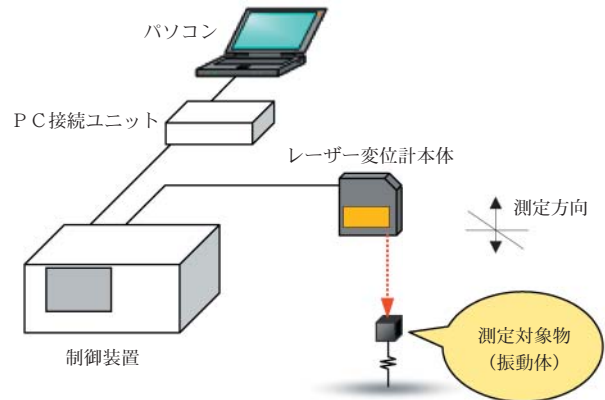 パソコン
ＰＣ接続ユニット
レーザー変位計本体
測定方向
測定対象物
（振動体）
制御装置